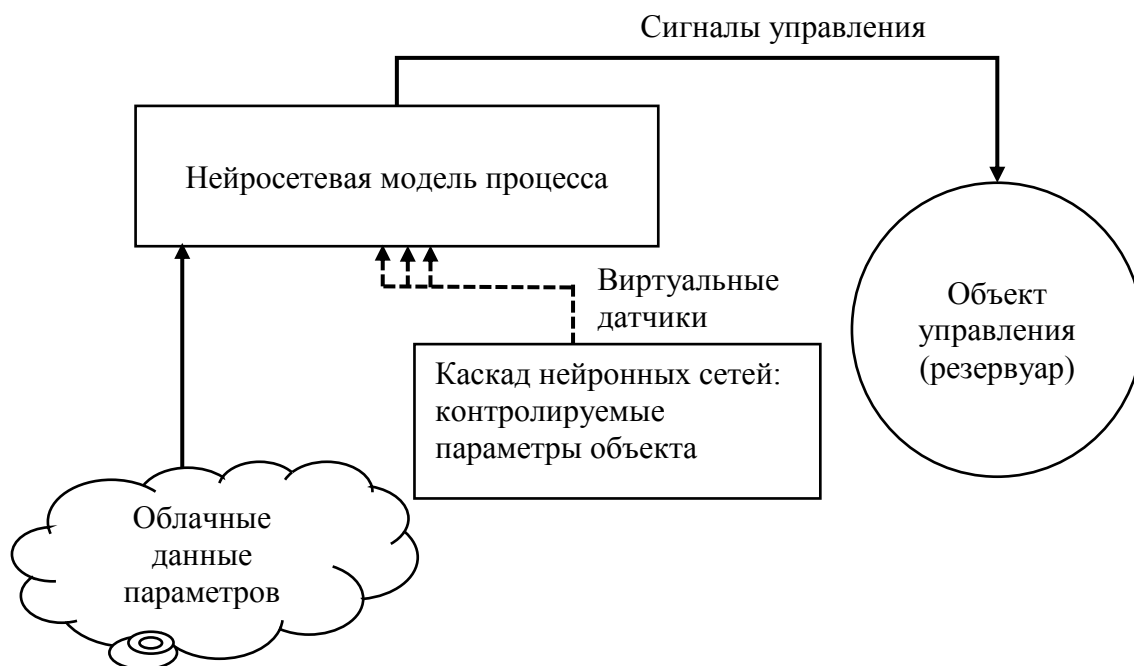 Сигналы управления
Нейросетевая модель процесса
Виртуальные
датчики
Объект
управления
(резервуар)
Каскад нейронных сетей:
контролируемые
параметры объекта
Облачные
данные
параметров